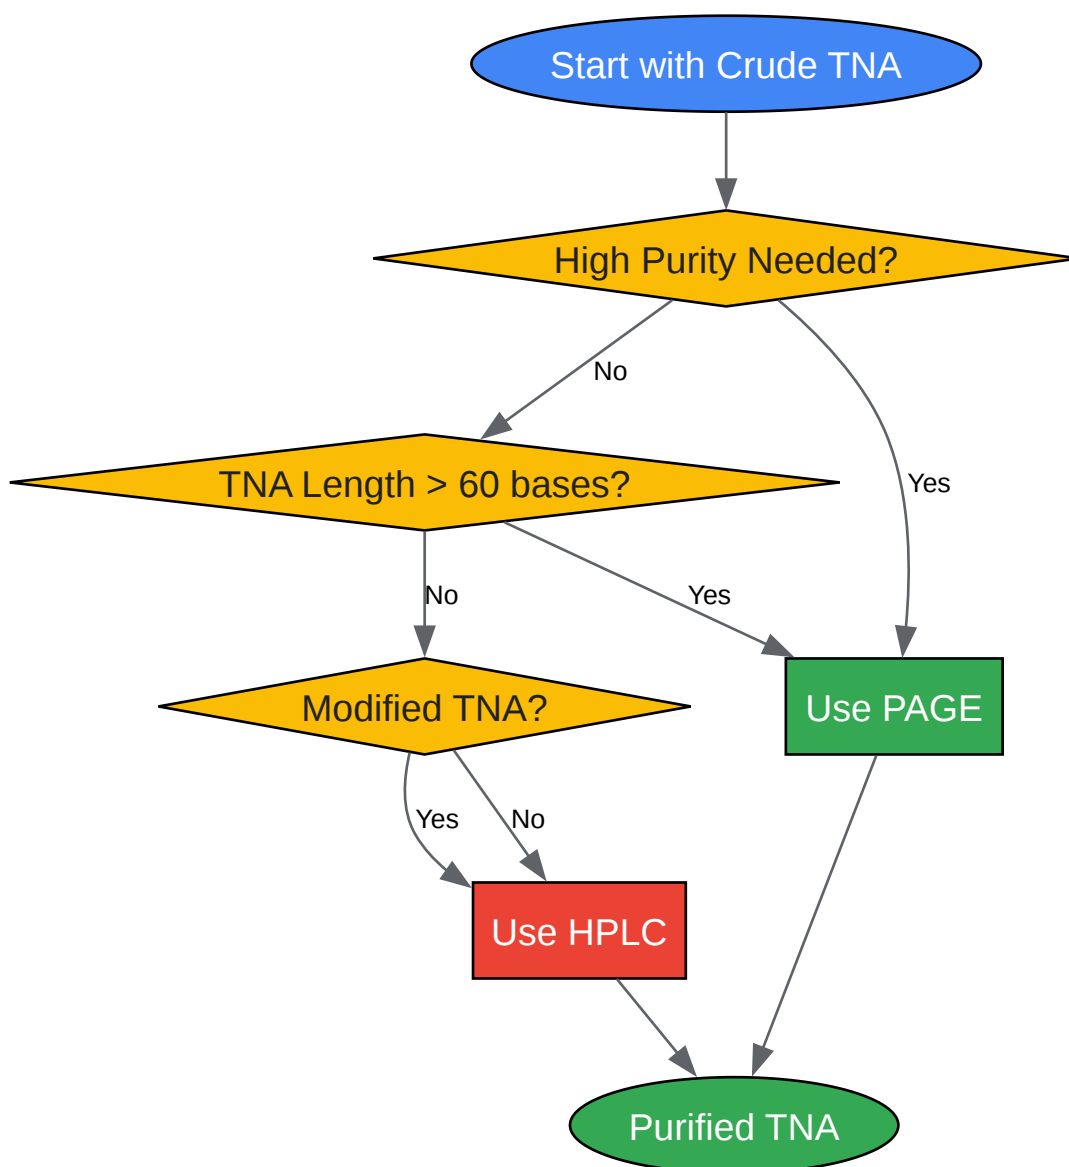 Start with Crude TNA
High Purity Needed?
No
TNA Length > 60 bases?
Yes
No
Yes
Modified TNA?
Use PAGE
Yes
No
Use HPLC
Purified TNA